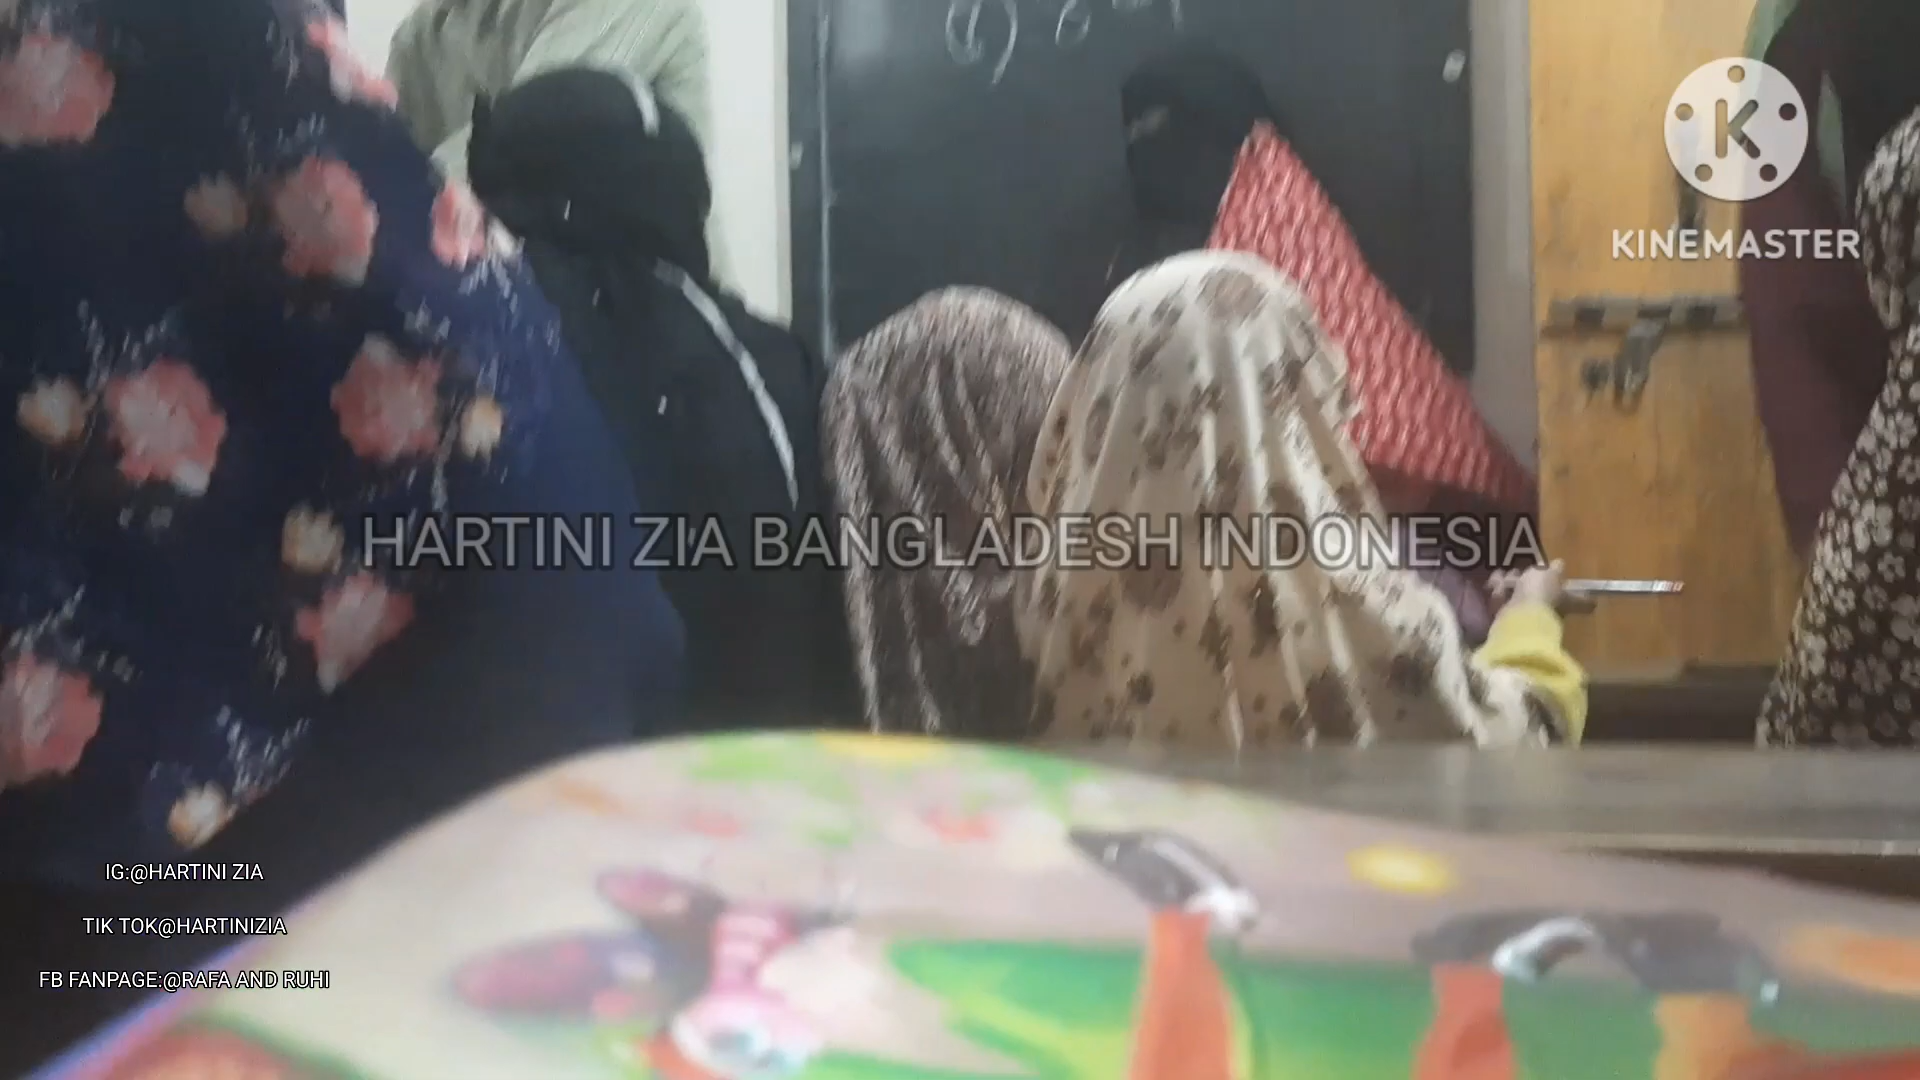 KINEMASTER
HARTINI ZIA BANGLADESH INDONESIA
IG:@HARTINI ZIA
TIK TOK@HARTINIZIA
FB FANPAGE:@RAFA AND RUHI